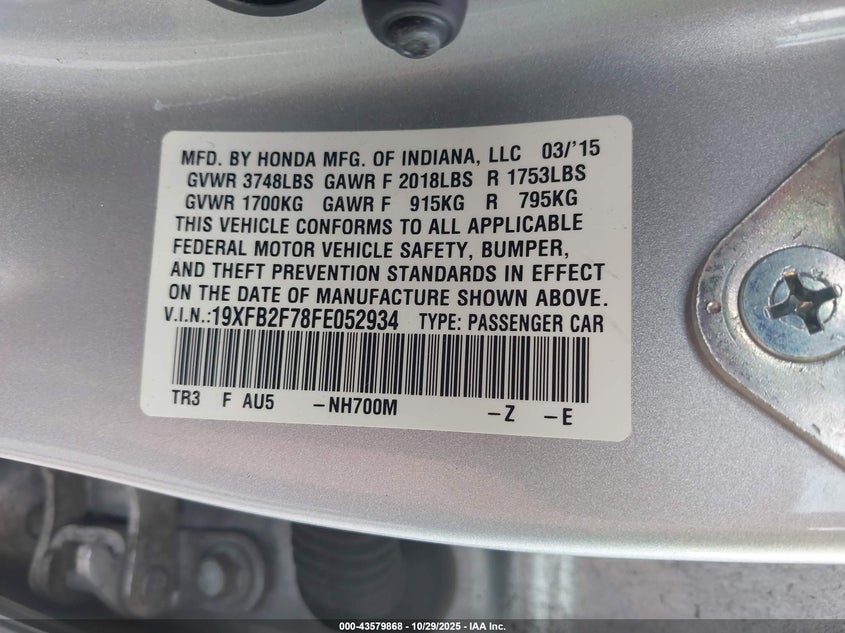 MFD. BY HONDA MFG. OF INDIANA, LLC 03/'15
GVWR 3748LBS GAWR F 2018LBS R 1753LBS
GVWR 1700KG GAWR F 915KG R 795KG
THIS VEHICLE CONFORMS TO ALL APPLICABLE
FEDERAL MOTOR VEHICLE SAFETY, BUMPER,
AND THEFT PREVENTION STANDARDS IN EFFECT
ON THE DATE OF MANUFACTURE SHOWN ABOVE.
V.I.N.:19XFB2F78FE052934 TYPE: PASSENGER CAR
TR3 F AU5 -NH700M -Z -E
000-43579868 - 10/29/2025 - IAA Inc.